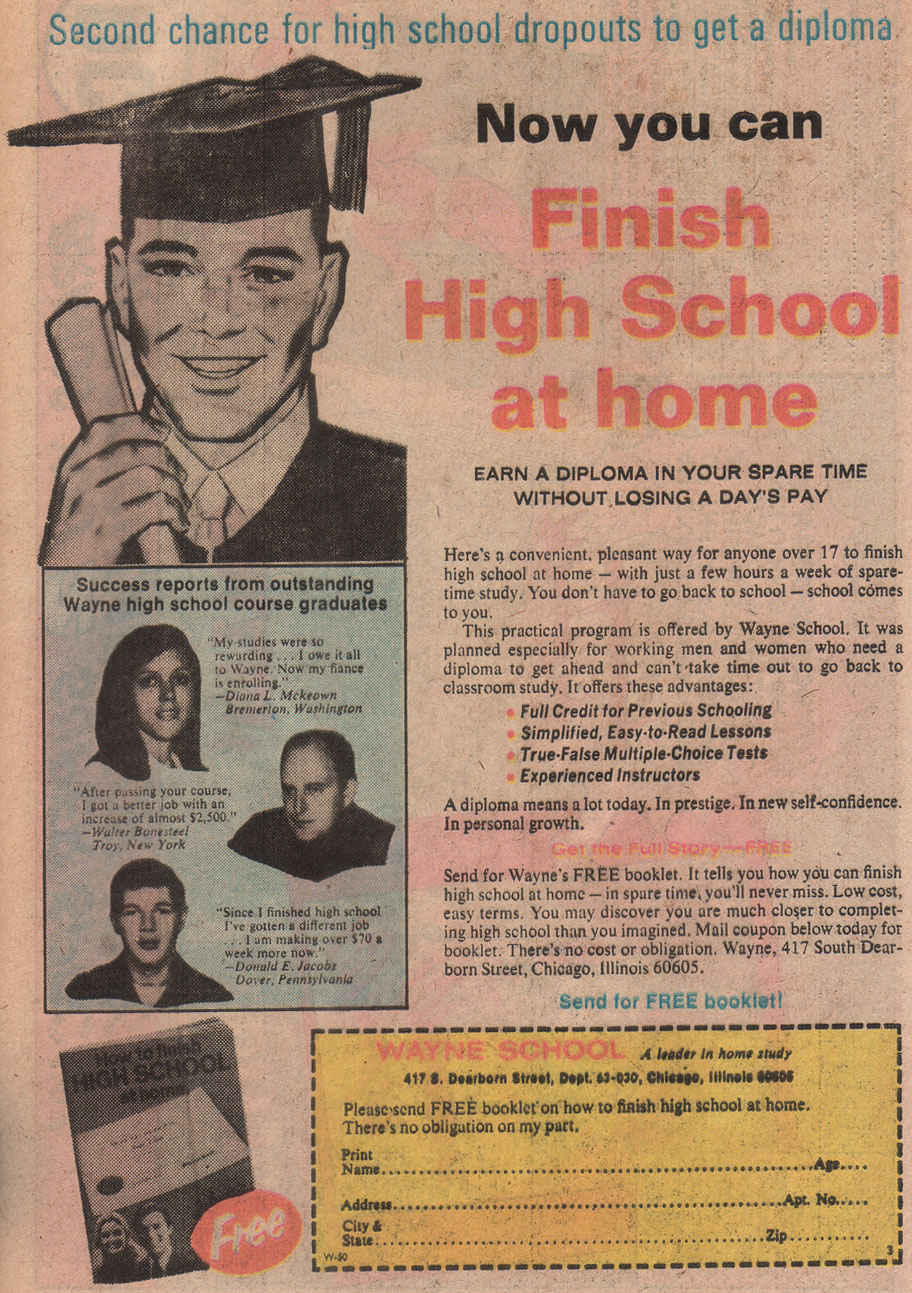 Second chance for high school dropouts to get a diploma
Now you can
Finish
High School
at home
EARN A DIPLOMA IN YOUR SPARE TIME
WITHOUT LOSING A DAY'S PAY
Here's a convenient, pleasant way for anyone over 17 to finish
high school at home — with just a few hours a week of spare-
time study. You don't have to go back to school — school comes
to you.
This practical program is offered by Wayne School. It was
planned especially for working men and women who need a
diploma to get ahead and can't take time out to go back to
classroom study. It offers these advantages:
• Full Credit for Previous Schooling
• Simplified, Easy-to-Read Lessons
• True-False Multiple-Choice Tests
• Experienced Instructors
A diploma means a lot today. In prestige. In new self-confidence.
In personal growth.
Get the Full Story—FREE
Send for Wayne's FREE booklet. It tells you how you can finish
high school at home — in spare time, you'll never miss. Low cost,
easy terms. You may discover you are much closer to complet-
ing high school than you imagined. Mail coupon below today for
booklet. There's no cost or obligation. Wayne, 417 South Dear-
born Street, Chicago, Illinois 60605.
Send for FREE booklet!
Success reports from outstanding
Wayne high school course graduates
"My studies were so
rewarding . . . I owe it all
to Wayne. Now my fiance
is enrolling."
—Diana L. Mckeown
Bremerton, Washington
"After passing your course,
I got a better job with an
increase of almost $2,500."
—Walter Bonesteel
Troy, New York
"Since I finished high school
I've gotten a different job
. . . I am making over $70 a
week more now."
—Donald E. Jacobs
Dover, Pennsylvania
How to finish
HIGH SCHOOL
at home
Free
WAYNE SCHOOL A leader in home study
417 S. Dearborn Street, Dept. 63-030, Chicago, Illinois 60605
Please send FREE booklet on how to finish high school at home.
There's no obligation on my part.
Print
Name Age
Address Apt. No.
City &
State Zip
W-50 3